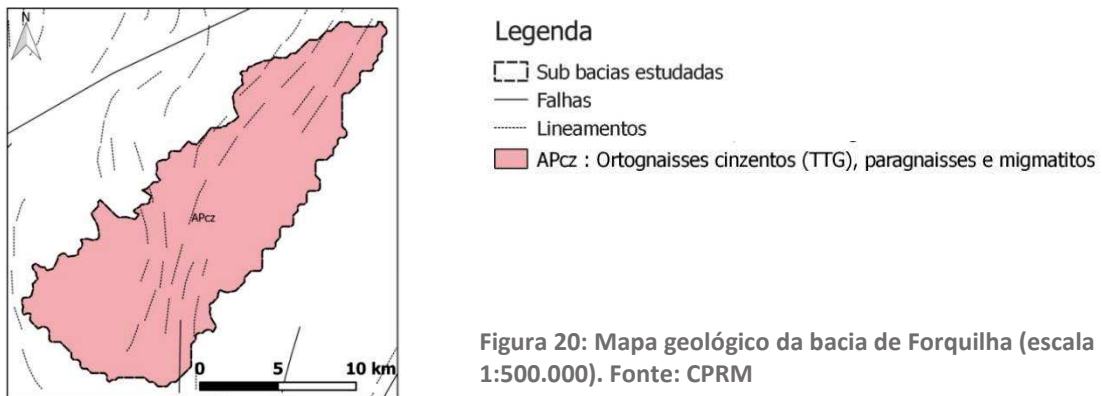 N
APcz
0 5 10 km
Legenda
Sub bacias estudadas
Falhas
Lineamentos
APcz : Ortognaisses cinzentos (TTG), paragnaisses e migmatitos
Figura 20: Mapa geológico da bacia de Forquilha (escala
1:500.000). Fonte: CPRM